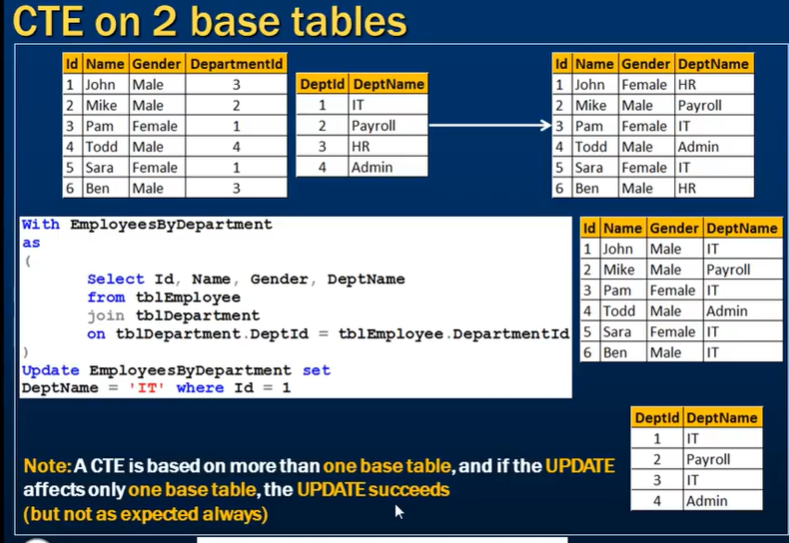 CTE on 2 base tables
Id Name Gender DepartmentId
1 John Male 3
2 Mike Male 2
3 Pam Female 1
4 Todd Male 4
5 Sara Female 1
6 Ben Male 3
DeptId DeptName
1 IT
2 Payroll
3 HR
4 Admin
Id Name Gender DeptName
1 John Female HR
2 Mike Male Payroll
3 Pam Female IT
4 Todd Male Admin
5 Sara Female IT
6 Ben Male HR
With EmployeesByDepartment
as
(
Select Id, Name, Gender, DeptName
from tblEmployee
join tblDepartment
on tblDepartment.DeptId = tblEmployee.DepartmentId
)
Update EmployeesByDepartment set
DeptName = 'IT' where Id = 1
Id Name Gender DeptName
1 John Male IT
2 Mike Male Payroll
3 Pam Female IT
4 Todd Male Admin
5 Sara Female IT
6 Ben Male IT
DeptId DeptName
1 IT
2 Payroll
3 IT
4 Admin
Note: A CTE is based on more than one base table, and if the UPDATE
affects only one base table, the UPDATE succeeds
(but not as expected always)